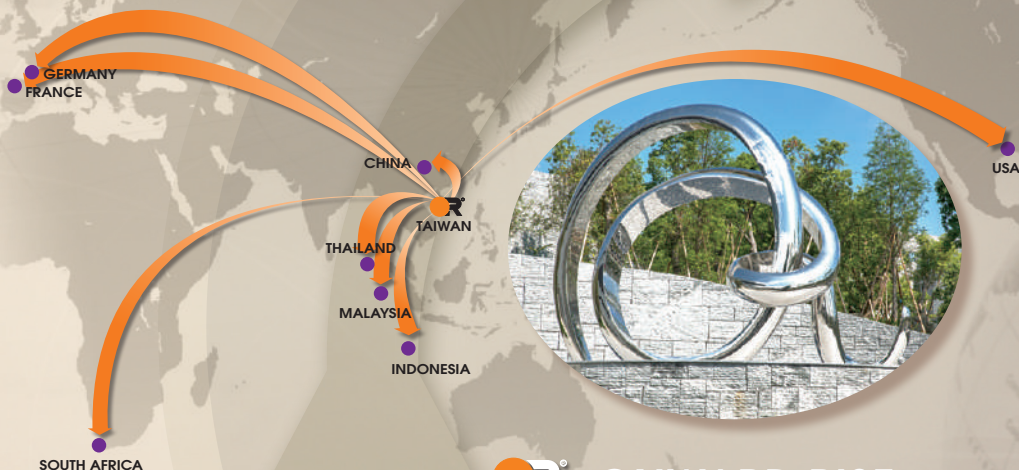 GERMANY
FRANCE
CHINA
USA
R
TAIWAN
THAILAND
MALAYSIA
INDONESIA
SOUTH AFRICA